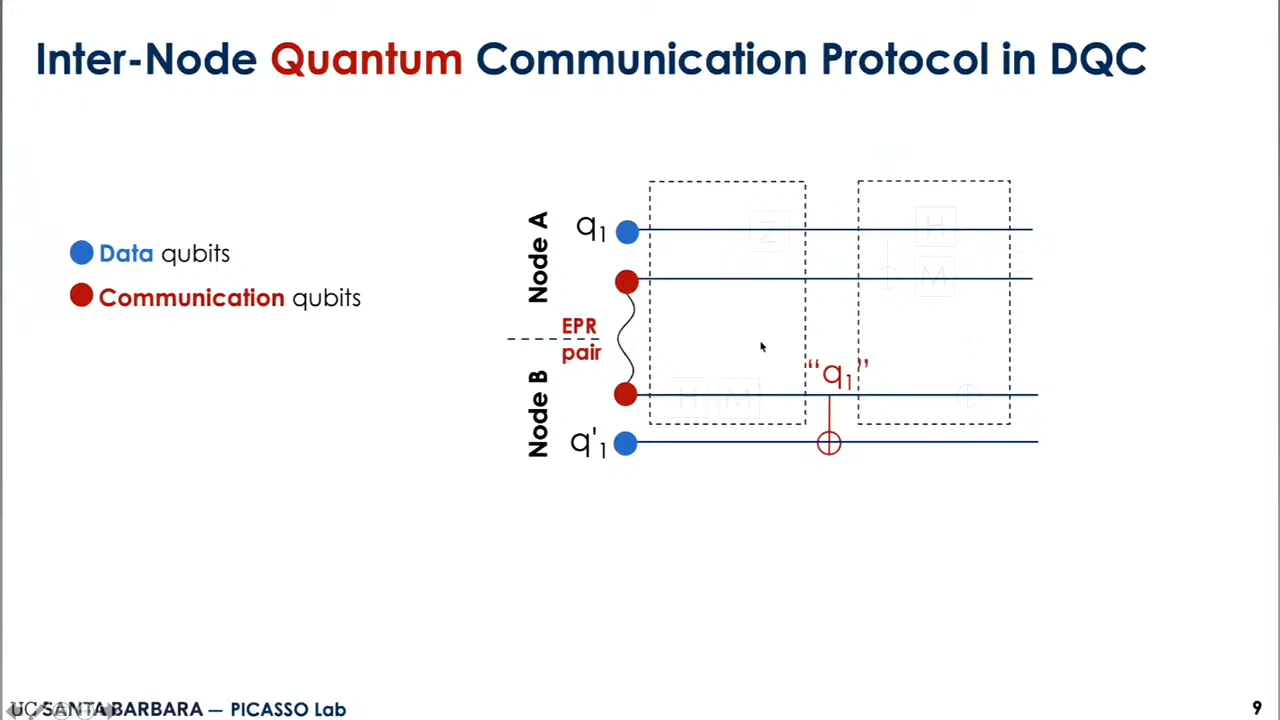 Inter-Node Quantum Communication Protocol in DQC
Data qubits
Communication qubits
Node A
q1
Z
H
M
EPR
pair
Node B
H M
“q1”
q'1
UC SANTA BARBARA — PICASSO Lab
9